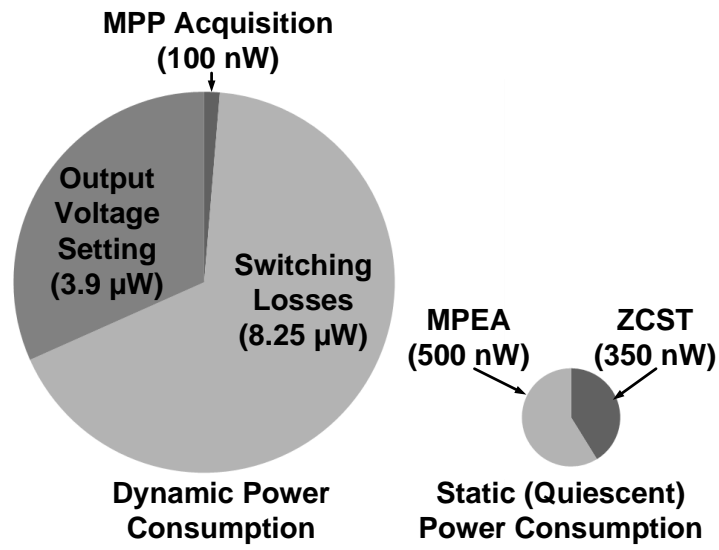 MPP Acquisition
(100 nW)
Output
Voltage
Setting
(3.9 µW)
Switching
Losses
(8.25 µW)
MPEA
(500 nW)
ZCST
(350 nW)
Dynamic Power
Consumption
Static (Quiescent)
Power Consumption